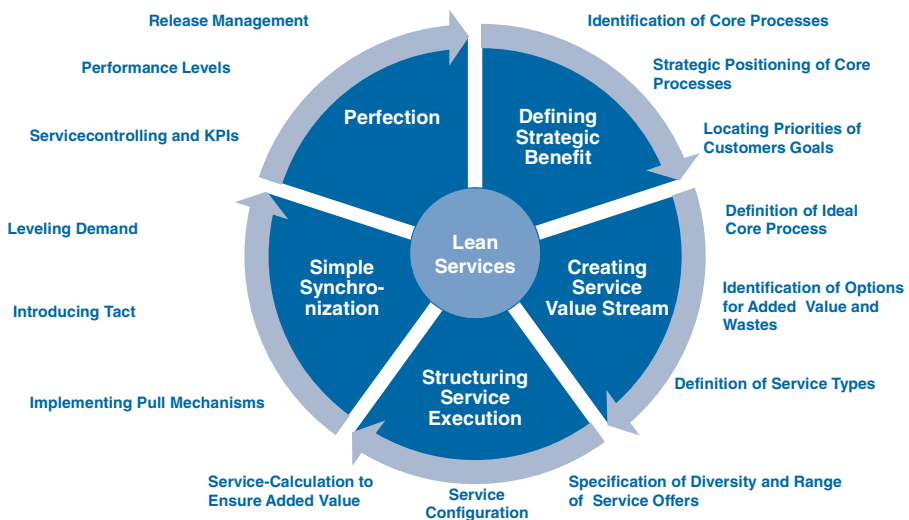 Release Management
Identification of Core Processes
Performance Levels
Strategic Positioning of Core
Processes
Servicecontrolling and KPIs
Perfection
Defining
Strategic
Benefit
Locating Priorities of
Customers Goals
Leveling Demand
Lean
Services
Definition of Ideal
Core Process
Simple
Synchro-
nization
Creating
Service
Value Stream
Introducing Tact
Identification of Options
for Added Value and
Wastes
Structuring
Service
Execution
Definition of Service Types
Implementing Pull Mechanisms
Service-Calculation to
Ensure Added Value
Service
Configuration
Specification of Diversity and Range
of Service Offers